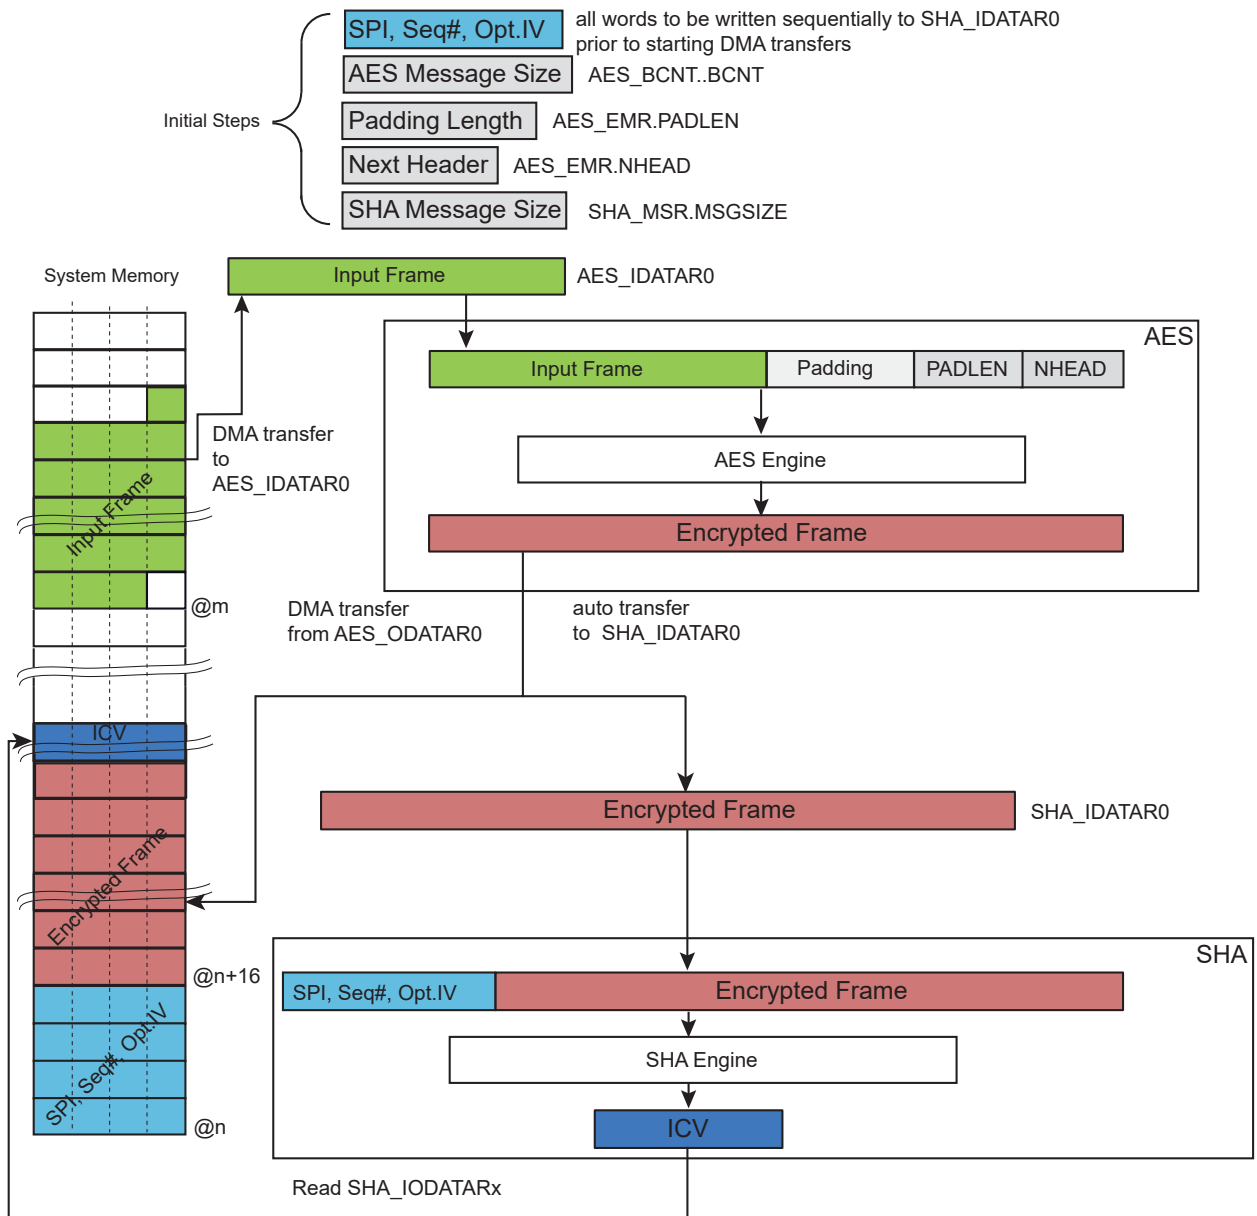 SPI, Seq#, Opt.IV
all words to be written sequentially to SHA_IDATAR0
prior to starting DMA transfers
AES Message Size
AES_BCNT..BCNT
Initial Steps
Padding Length
AES_EMR.PADLEN
Next Header
AES_EMR.NHEAD
SHA Message Size
SHA_MSR.MSGSIZE
System Memory
Input Frame
AES_IDATAR0
AES
Input Frame
Padding
PADLEN
NHEAD
DMA transfer
to
AES_IDATAR0
AES Engine
Input Frame
Encrypted Frame
@m
DMA transfer
from AES_ODATAR0
auto transfer
to SHA_IDATAR0
ICV
Encrypted Frame
SHA_IDATAR0
Encrypted Frame
SHA
@n+16
SPI, Seq#, Opt.IV
Encrypted Frame
SPI, Seq#, Opt.IV
SHA Engine
@n
ICV
Read SHA_IODATARx